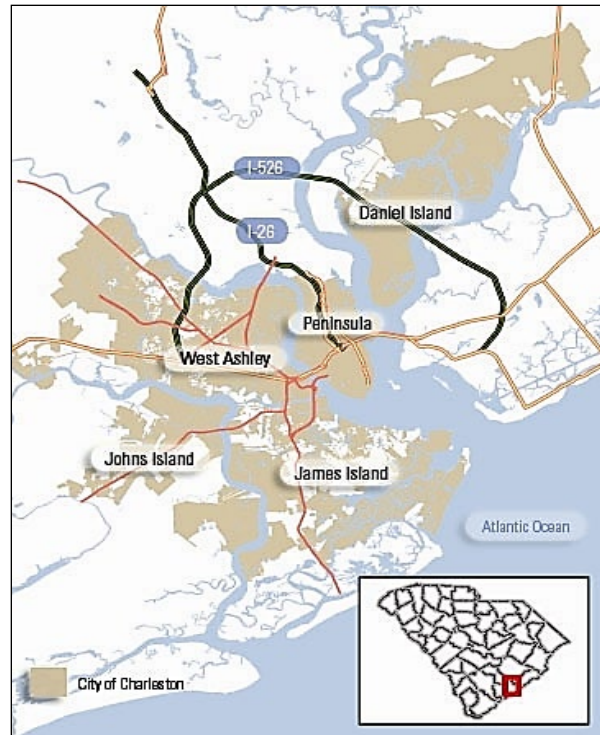 I-526
Daniel Island
I-26
Peninsula
West Ashley
Johns Island
James Island
Atlantic Ocean
City of Charleston